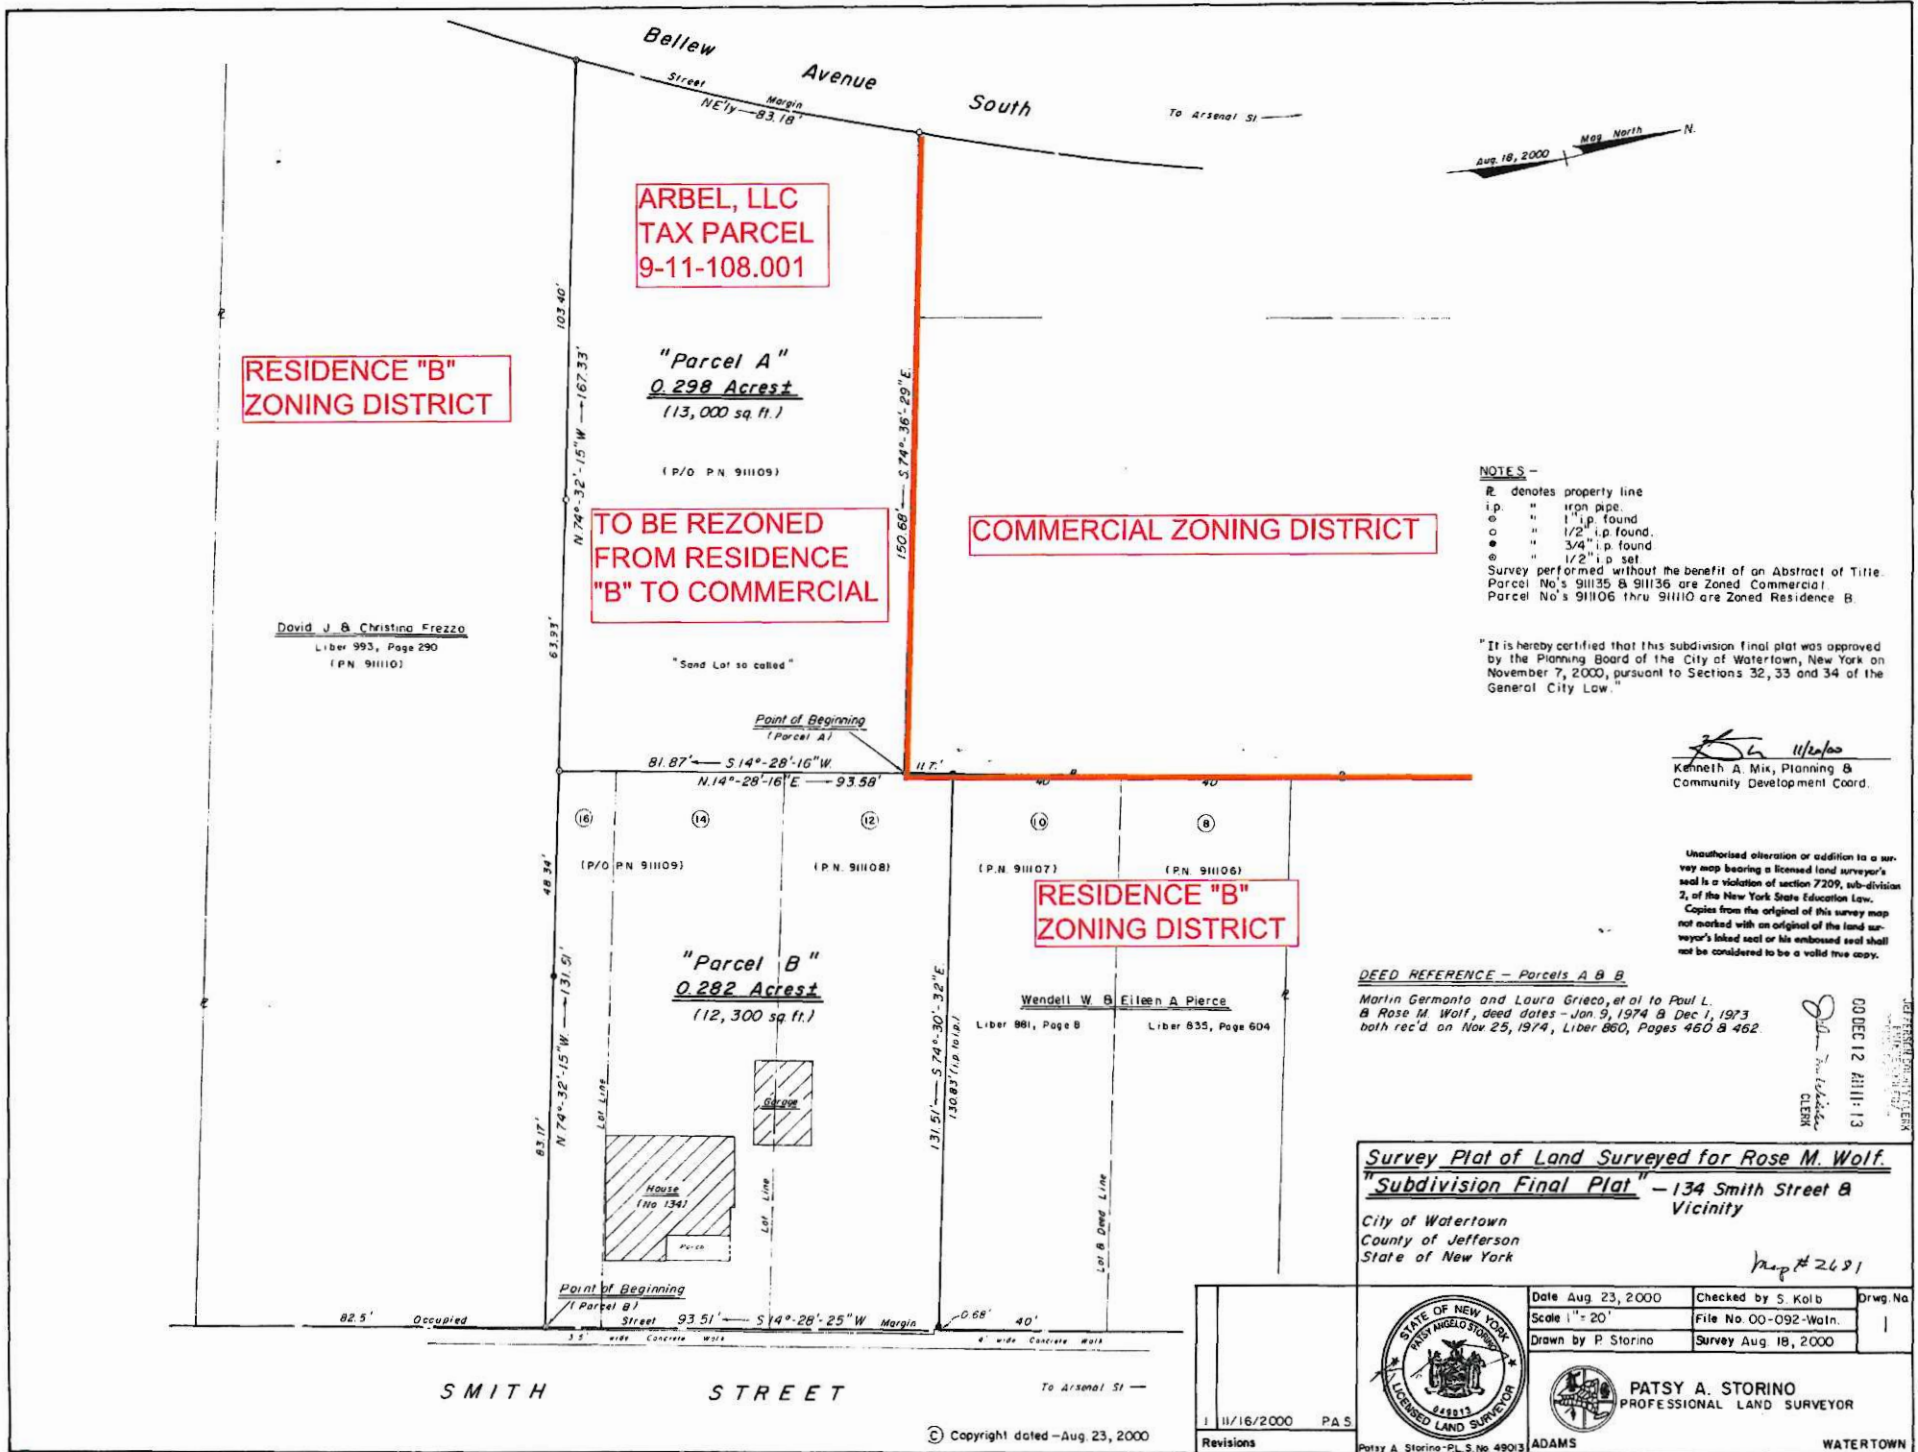 Bellew Avenue South
Street Margin
NE'ly — 83.18'
To Arsenal St
Aug. 18, 2000 Mag North N.
ARBEL, LLC
TAX PARCEL
9-11-108.001
RESIDENCE "B"
ZONING DISTRICT
103.40'
N. 74°-32'-15" W — 167.33'
63.93'
"Parcel A"
0.298 Acres±
(13,000 sq. ft.)
(P/O P.N. 911109)
150.68' — S. 74°-36'-29" E.
TO BE REZONED
FROM RESIDENCE
"B" TO COMMERCIAL
COMMERCIAL ZONING DISTRICT
"Sand Lot so called"
David J. & Christina Frezzo
Liber 993, Page 290
(P.N. 911110)
Point of Beginning
(Parcel A)
81.87' — S. 14°-28'-16" W.
N. 14°-28'-16" E. — 93.58'
11.7'
40'
40'
NOTES –
PL denotes property line
i.p. " iron pipe.
" 1" i.p. found
" 1/2" i.p. found.
" 3/4" i.p. found
" 1/2" i.p. set.
Survey performed without the benefit of an Abstract of Title.
Parcel No's 911135 & 911136 are Zoned Commercial.
Parcel No's 911106 thru 911110 are Zoned Residence B.
"It is hereby certified that this subdivision final plat was approved
by the Planning Board of the City of Watertown, New York on
November 7, 2000, pursuant to Sections 32, 33 and 34 of the
General City Law."
11/20/00
Kenneth A. Mix, Planning &
Community Development Coord.
16 14 12 10 8
(P/O P.N. 911109) (P.N. 911108) (P.N. 911107) (P.N. 911106)
RESIDENCE "B"
ZONING DISTRICT
48.34'
N. 74°-32'-15" W. — 131.51'
83.17'
"Parcel B"
0.282 Acres±
(12,300 sq. ft.)
131.51' — S. 74°-30'-32" E.
130.83' (i.p. to i.p.)
Wendell W. & Eileen A. Pierce
Liber 881, Page 8 Liber 835, Page 604
Lot Line
Lot Line
Lot & Deed Line
Garage
House
(No 134)
Porch
Unauthorised alteration or addition to a sur-
vey map bearing a licensed land surveyor's
seal is a violation of section 7209, sub-division
2, of the New York State Education Law.
Copies from the original of this survey map
not marked with an original of the land sur-
veyor's inked seal or his embossed seal shall
not be considered to be a valid true copy.
DEED REFERENCE – Parcels A & B
Martin Germonto and Laura Grieco, et al to Paul L.
& Rose M. Wolf, deed dates - Jan. 9, 1974 & Dec 1, 1973
both rec'd on Nov. 25, 1974, Liber 860, Pages 460 & 462.
CLERK
00 DEC 12 AM 11:13
JEFFERSON COUNTY CLERK
Point of Beginning
(Parcel B)
82.5' Occupied Street 93.51' — S 14°-28'-25" W Margin 0.68' 40'
3.5' wide Concrete Walk 4' wide Concrete Walk
SMITH STREET
To Arsenal St
© Copyright dated – Aug. 23, 2000
Survey Plat of Land Surveyed for Rose M. Wolf.
"Subdivision Final Plat" – 134 Smith Street &
Vicinity
City of Watertown
County of Jefferson
State of New York
Map # 2681
1 11/16/2000 P.A.S.
Revisions
STATE OF NEW YORK
PATSY ANGELO STORINO
049013
LICENSED LAND SURVEYOR
Patsy A. Storino-P.L.S. No. 49013
Date Aug. 23, 2000
Checked by S. Kolb
Drwg. No.
1
Scale 1" = 20'
File No. 00-092-Watn.
Drawn by P. Storino
Survey Aug. 18, 2000
PATSY A. STORINO
PROFESSIONAL LAND SURVEYOR
ADAMS WATERTOWN